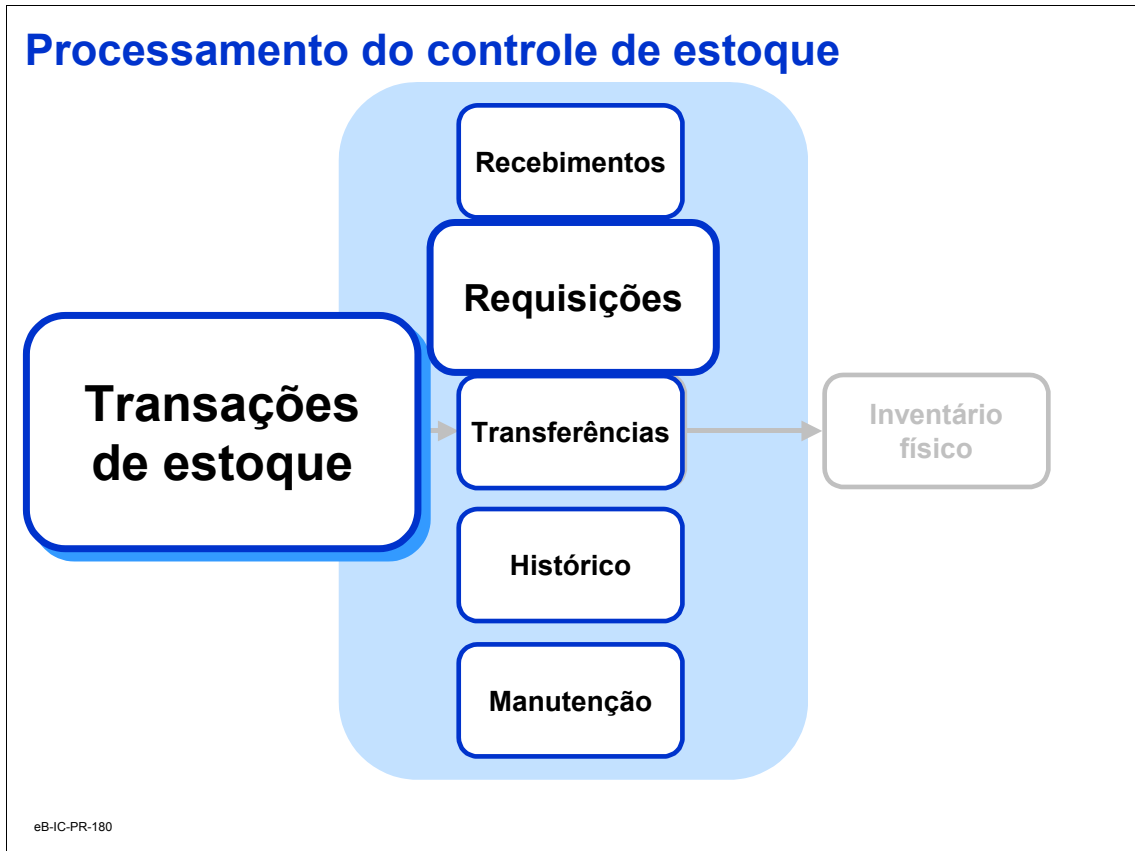 Processamento do controle de estoque
Recebimentos
Requisições
Transações
de estoque
Transferências
Inventário
físico
Histórico
Manutenção
eB-IC-PR-180